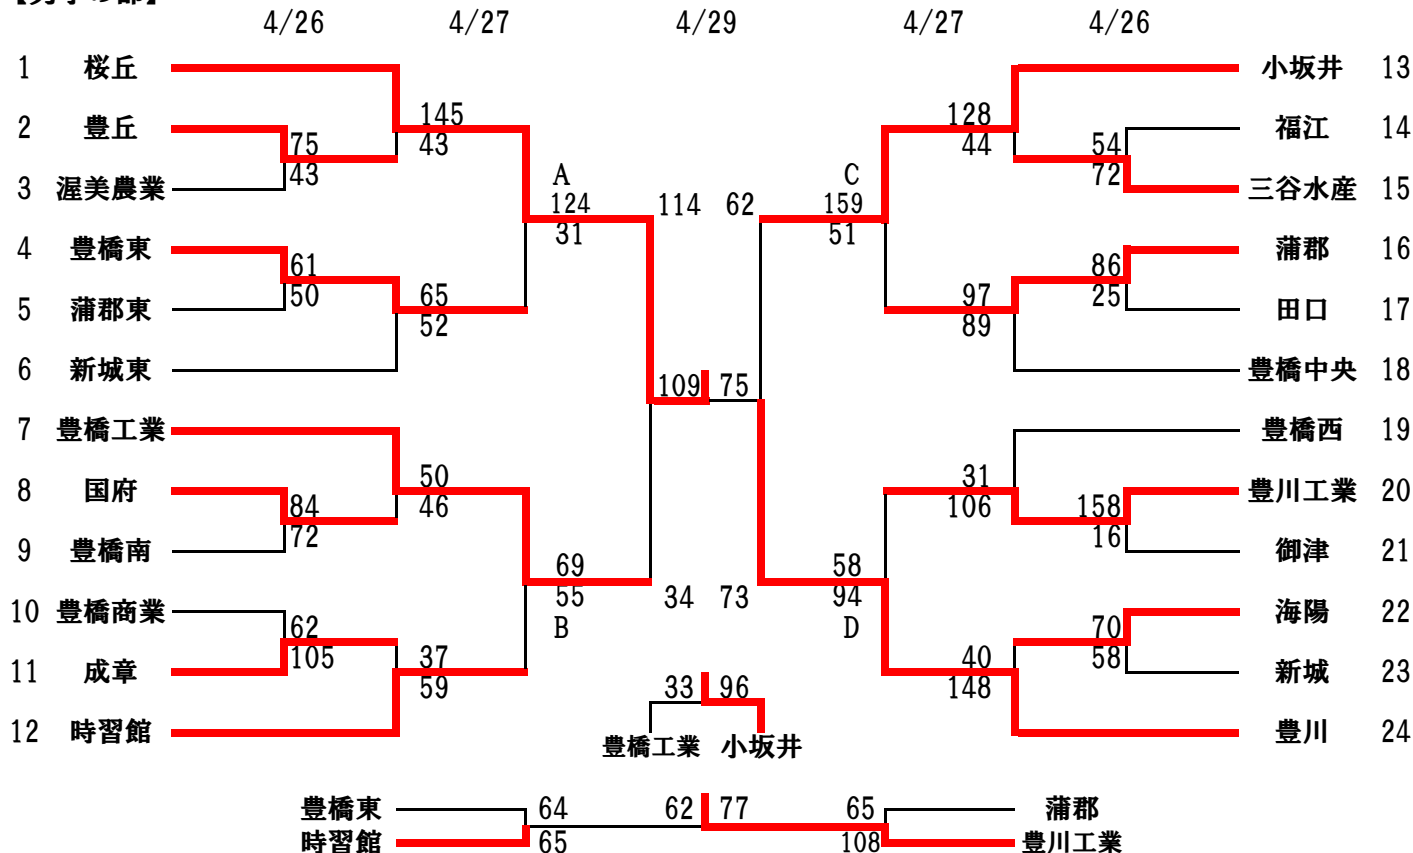 4/26 4/27 4/29 4/27 4/26
1 桜丘 小坂井 13
145 128
2 豊丘 福江 14
75 43 44 54
43 72
3 渥美農業 A C 三谷水産 15
124 114 62 159
31 51
4 豊橋東 蒲郡 16
61 86
50 65 97 25
5 蒲郡東 田口 17
52 89
6 新城東 豊橋中央 18
109 75
7 豊橋工業 豊橋西 19
50 31
8 国府 豊川工業 20
84 46 106 158
72 16
9 豊橋南 御津 21
69 58
55 34 73 94
10 豊橋商業 海陽 22
62 B D 70
105 37 40 58
11 成章 新城 23
59 33 96 148
12 時習館 豊川 24
豊橋工業 小坂井
豊橋東 64 62 77 65 蒲郡
時習館 65 108 豊川工業